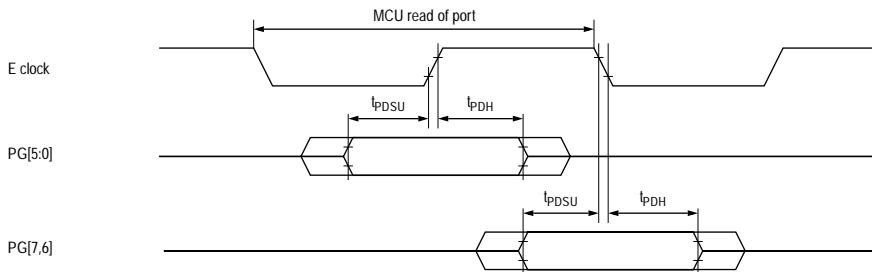 MCU read of port
E clock
tPDSU tPDH
PG[5:0]
tPDSU tPDH
PG[7,6]